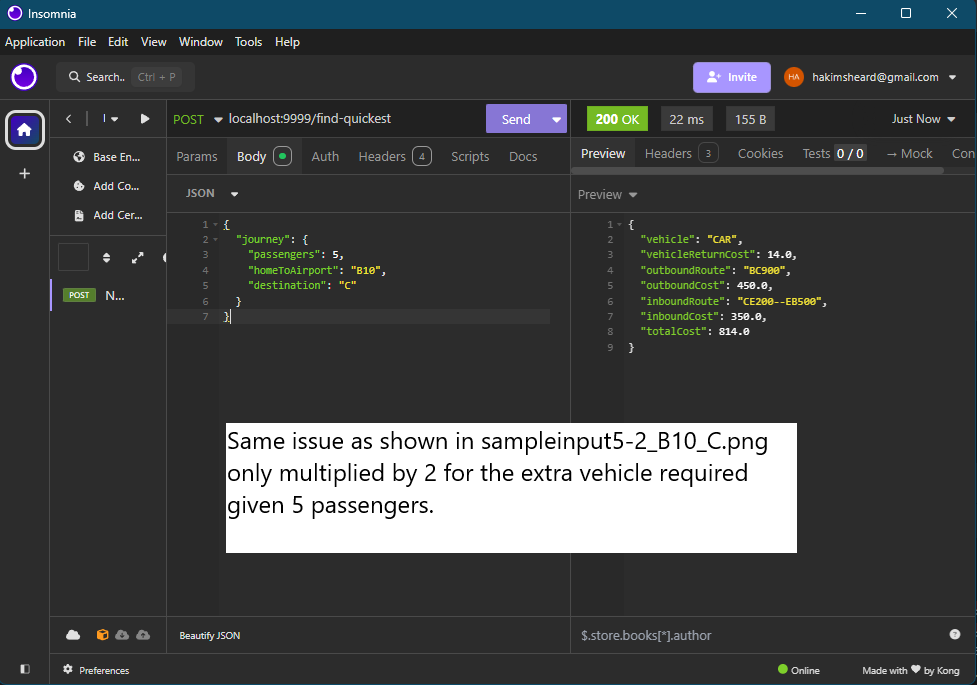 Insomnia
Application File Edit View Window Tools Help
Search.. Ctrl + P
Invite
HA hakimsheard@gmail.com
I
POST localhost:9999/find-quickest
Send
200 OK 22 ms 155 B
Just Now
Base En...
Add Co...
Add Cer...
POST N...
Params Body Auth Headers 4 Scripts Docs
JSON
1 {
2 "journey": {
3 "passengers": 5,
4 "homeToAirport": "B10",
5 "destination": "C"
6 }
7 }
Preview Headers 3 Cookies Tests 0 / 0 → Mock Con
Preview
1 {
2 "vehicle": "CAR",
3 "vehicleReturnCost": 14.0,
4 "outboundRoute": "BC900",
5 "outboundCost": 450.0,
6 "inboundRoute": "CE200--EB500",
7 "inboundCost": 350.0,
8 "totalCost": 814.0
9 }
Same issue as shown in sampleinput5-2_B10_C.png
only multiplied by 2 for the extra vehicle required
given 5 passengers.
Beautify JSON
$.store.books[*].author
Preferences
Online
Made with ♥ by Kong